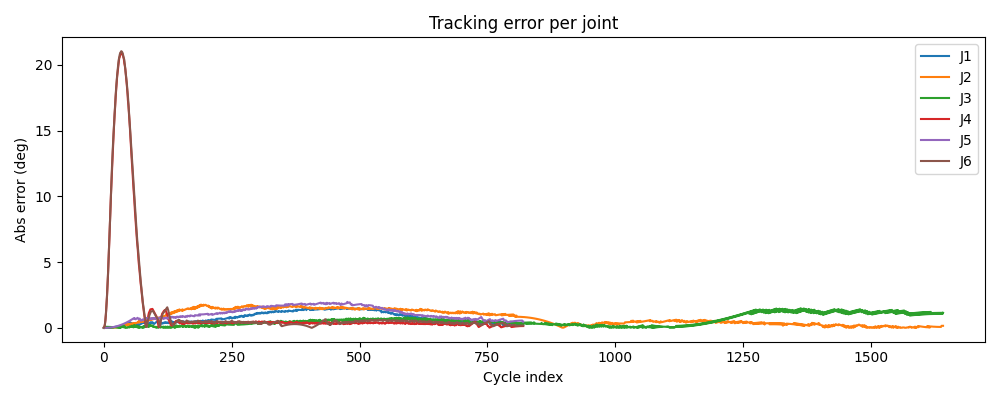 Tracking error per joint
Abs error (deg)
20
15
10
5
0
0 250 500 750 1000 1250 1500
Cycle index
J1
J2
J3
J4
J5
J6